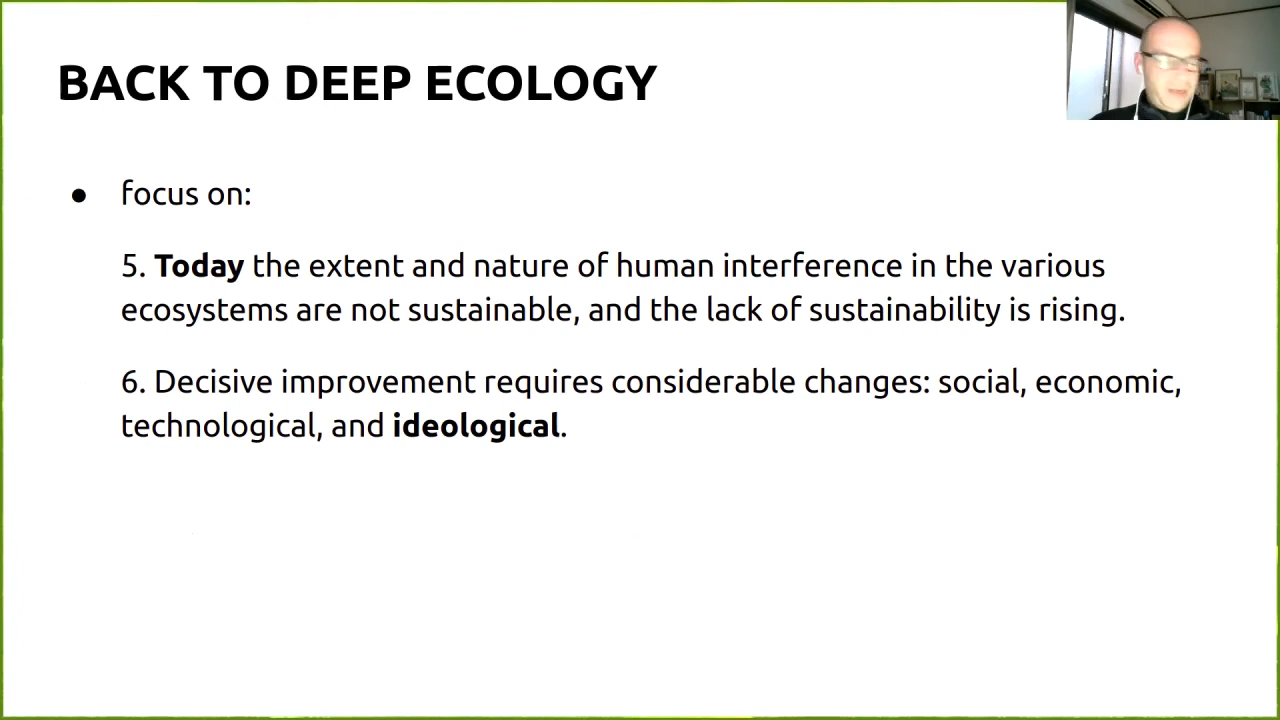 BACK TO DEEP ECOLOGY
● focus on:
5. Today the extent and nature of human interference in the various
ecosystems are not sustainable, and the lack of sustainability is rising.
6. Decisive improvement requires considerable changes: social, economic,
technological, and ideological.